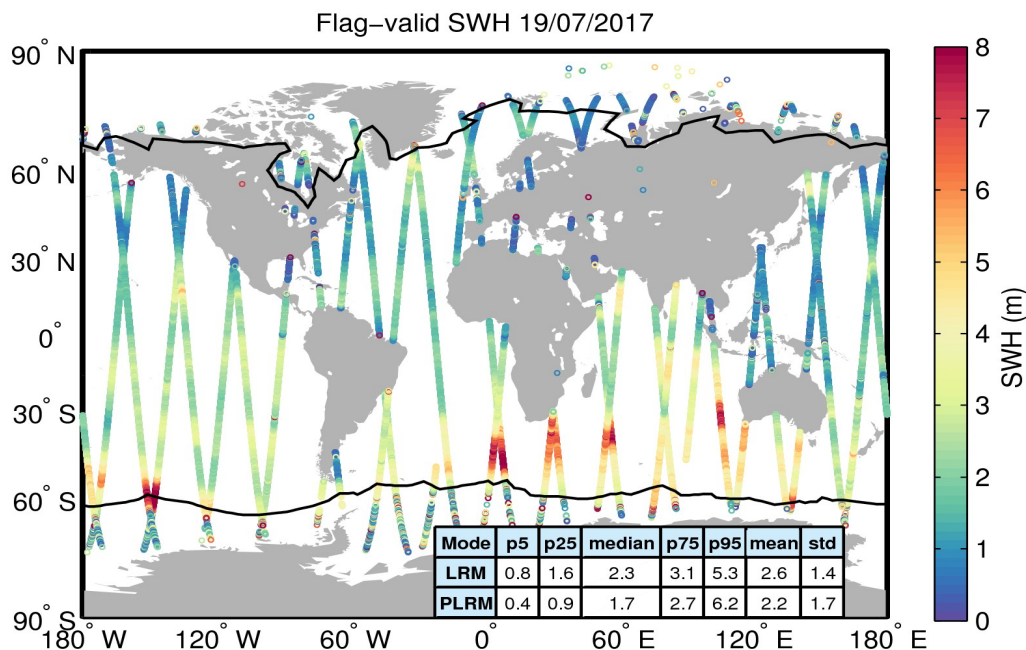 Flag−valid SWH 19/07/2017
90° N
60° N
30° N
0°
30° S
60° S
90° S
180° W
120° W
60° W
0°
60° E
120° E
180° E
Mode p5 p25 median p75 p95 mean std
LRM 0.8 1.6 2.3 3.1 5.3 2.6 1.4
PLRM 0.4 0.9 1.7 2.7 6.2 2.2 1.7
8
7
6
5
4
3
2
1
0
SWH (m)